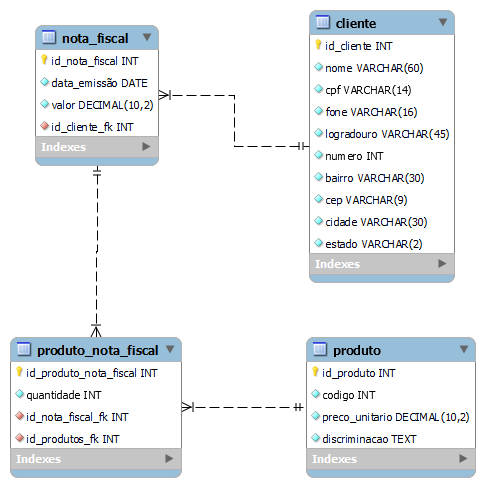 nota_fiscal
id_nota_fiscal INT
data_emissão DATE
valor DECIMAL(10,2)
id_cliente_fk INT
Indexes
cliente
id_cliente INT
nome VARCHAR(60)
cpf VARCHAR(14)
fone VARCHAR(16)
logradouro VARCHAR(45)
numero INT
bairro VARCHAR(30)
cep VARCHAR(9)
cidade VARCHAR(30)
estado VARCHAR(2)
Indexes
produto_nota_fiscal
id_produto_nota_fiscal INT
quantidade INT
id_nota_fiscal_fk INT
id_produtos_fk INT
Indexes
produto
id_produto INT
codigo INT
preco_unitario DECIMAL(10,2)
discriminacao TEXT
Indexes